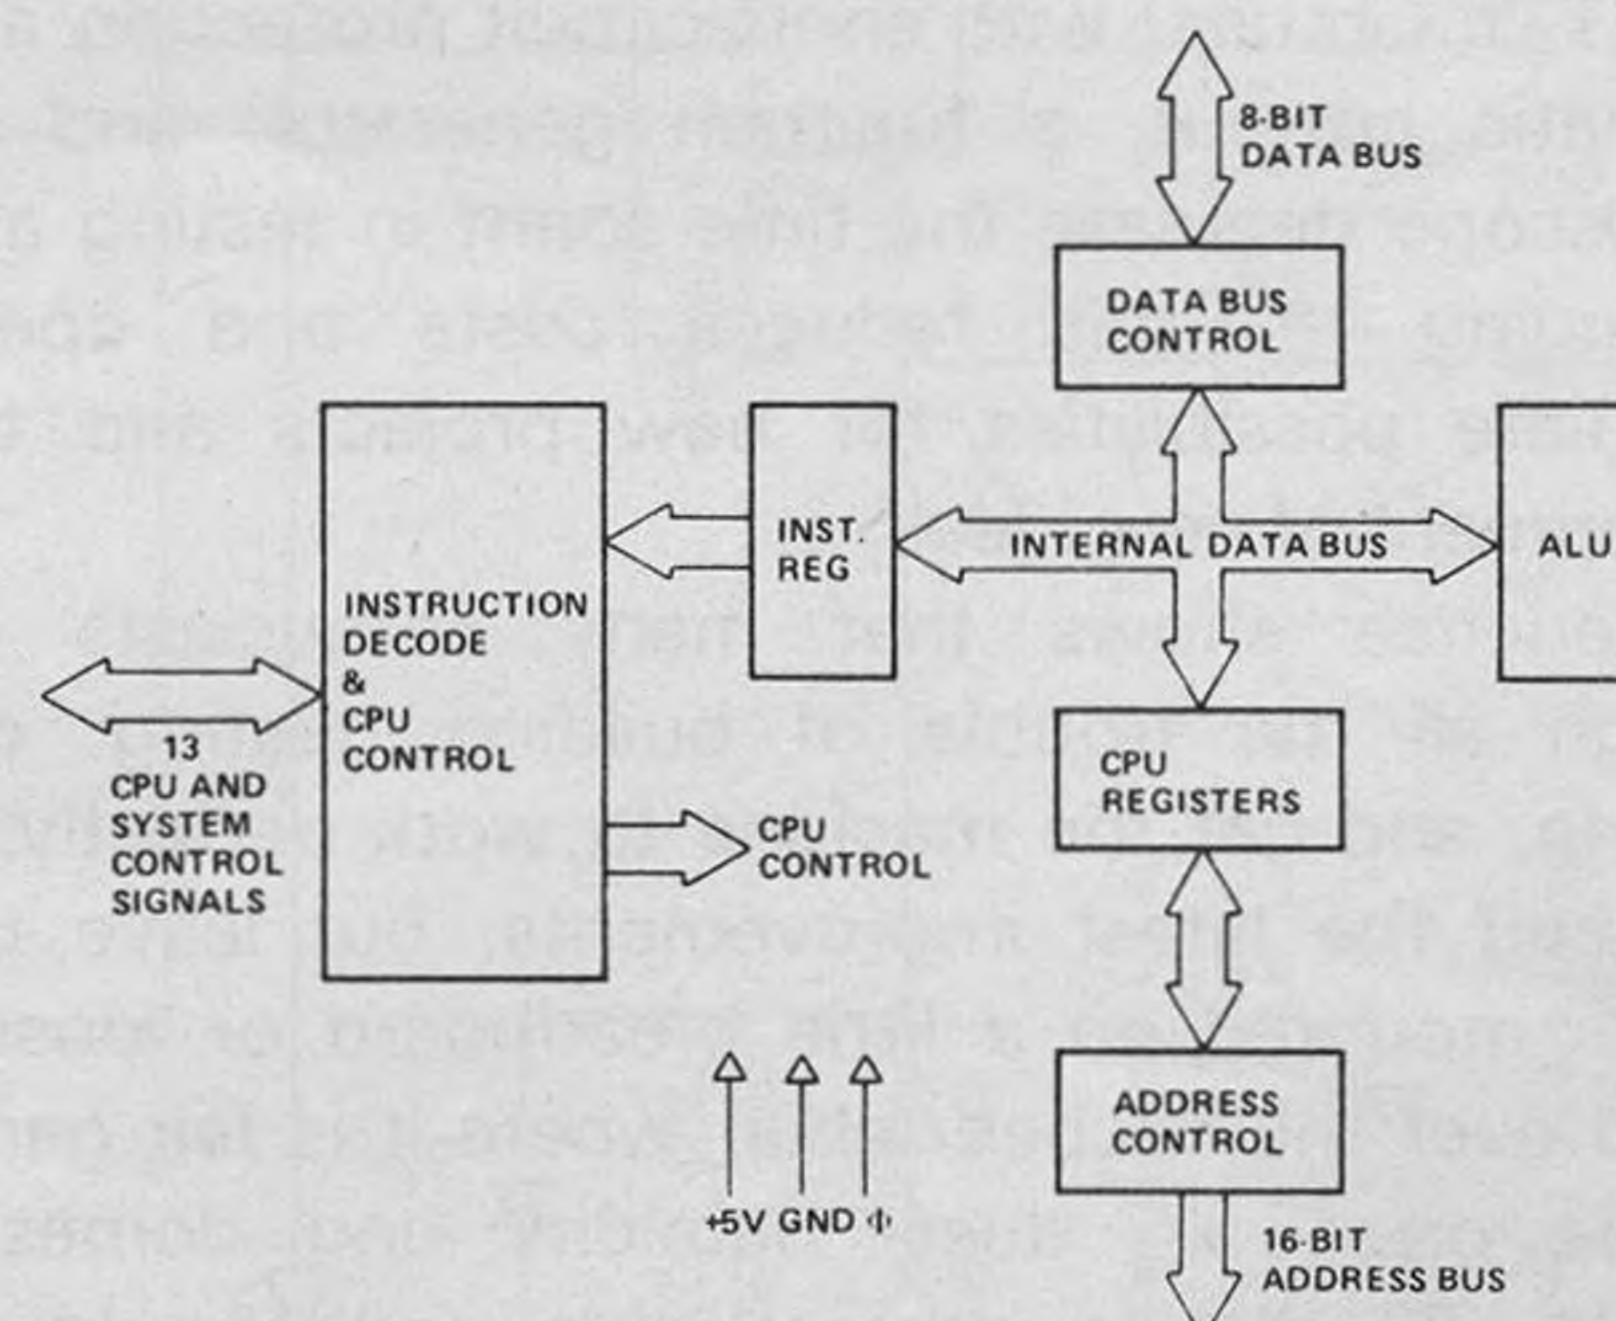 8-BIT
DATA BUS
DATA BUS
CONTROL
INST.
REG
INTERNAL DATA BUS
ALU
INSTRUCTION
DECODE
&
CPU
CONTROL
13
CPU AND
SYSTEM
CONTROL
SIGNALS
CPU
CONTROL
CPU
REGISTERS
ADDRESS
CONTROL
+5V GND Φ
16-BIT
ADDRESS BUS